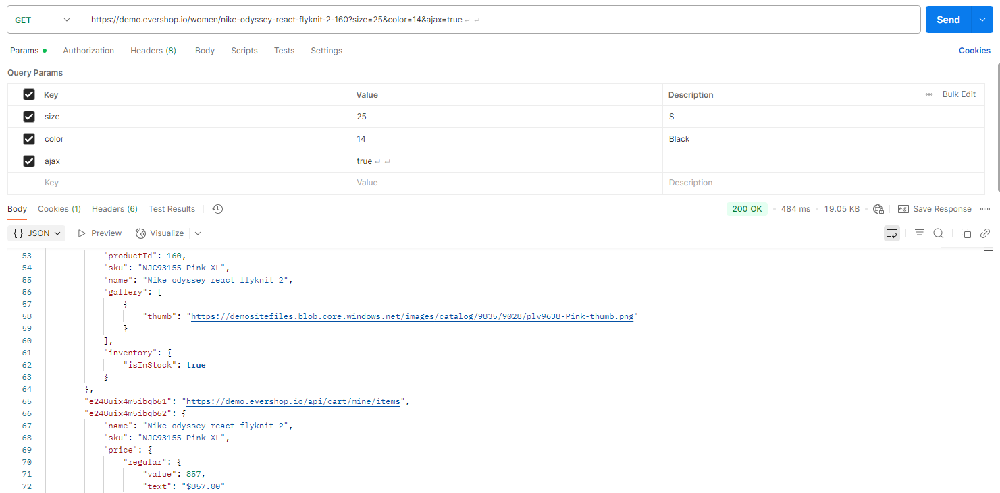 GET https://demo.evershop.io/women/nike-odyssey-react-flyknit-2-160?size=25&color=14&ajax=true ↵ ↵ Send
Params Authorization Headers (8) Body Scripts Tests Settings Cookies
Query Params
Key Value Description Bulk Edit
size 25 S
color 14 Black
ajax true ↵ ↵
Key Value Description
Body Cookies (1) Headers (6) Test Results 200 OK • 484 ms • 19.05 KB • e.g. Save Response
{} JSON Preview Visualize
53 "productId": 160,
54 "sku": "NJC93155-Pink-XL",
55 "name": "Nike odyssey react flyknit 2",
56 "gallery": [
57 {
58 "thumb": "https://demositefiles.blob.core.windows.net/images/catalog/9835/9028/plv9638-Pink-thumb.png"
59 }
60 ],
61 "inventory": {
62 "isInStock": true
63 }
64 },
65 "e248uix4m5ibqb61": "https://demo.evershop.io/api/cart/mine/items",
66 "e248uix4m5ibqb62": {
67 "name": "Nike odyssey react flyknit 2",
68 "sku": "NJC93155-Pink-XL",
69 "price": {
70 "regular": {
71 "value": 857,
72 "text": "$857.00"